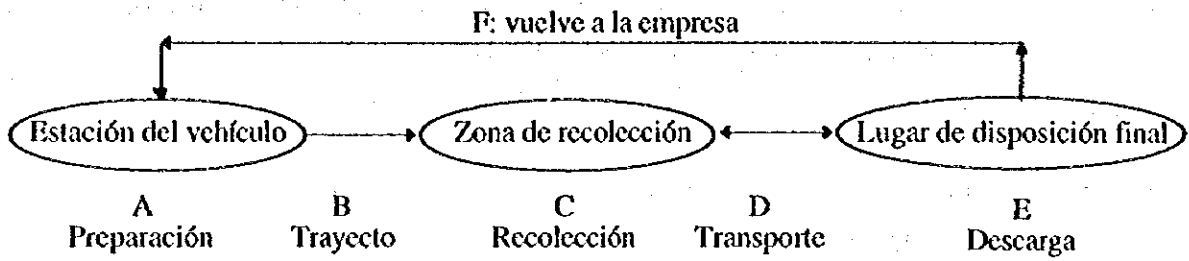 F: vuelve a la empresa
Estación del vehículo
Zona de recolección
Lugar de disposición final
A
B
C
D
E
Preparación
Trayecto
Recolección
Transporte
Descarga